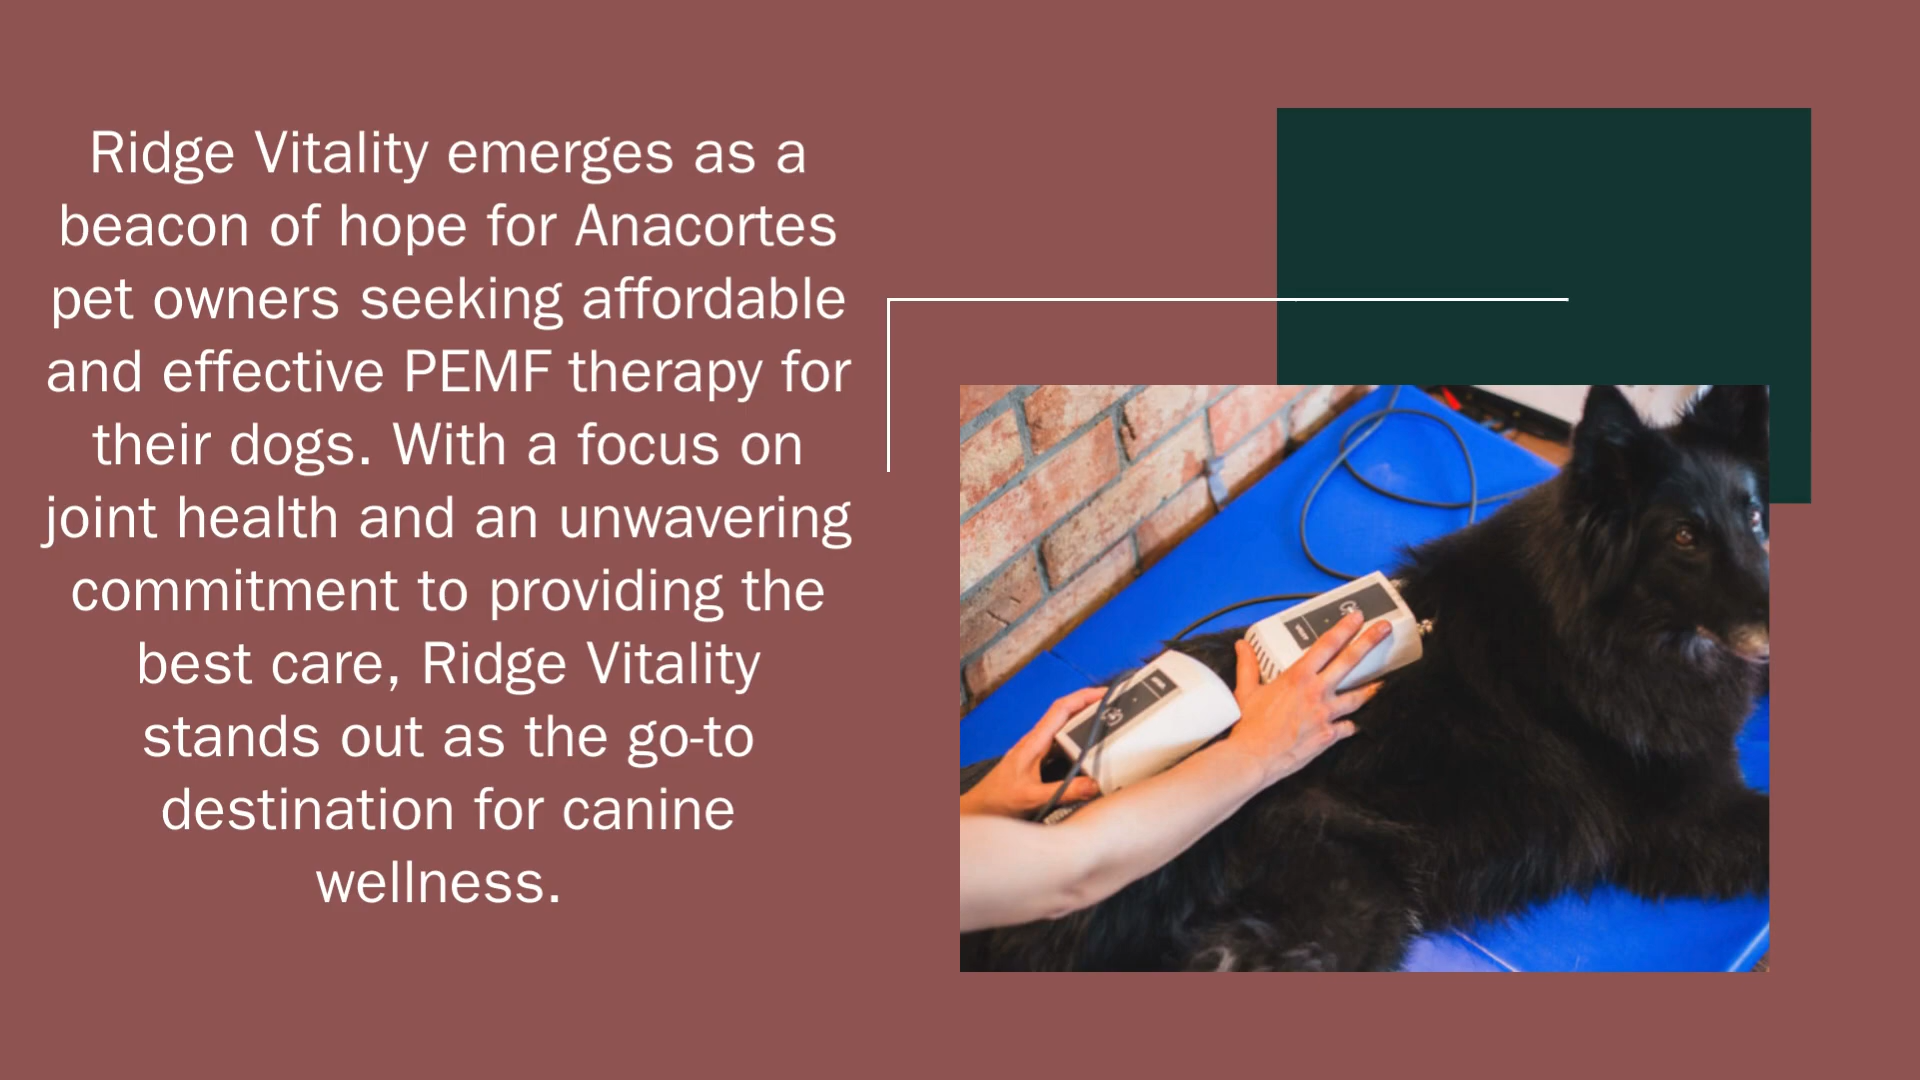 Ridge Vitality emerges as a
beacon of hope for Anacortes
pet owners seeking affordable
and effective PEMF therapy for
their dogs. With a focus on
joint health and an unwavering
commitment to providing the
best care, Ridge Vitality
stands out as the go-to
destination for canine
wellness.